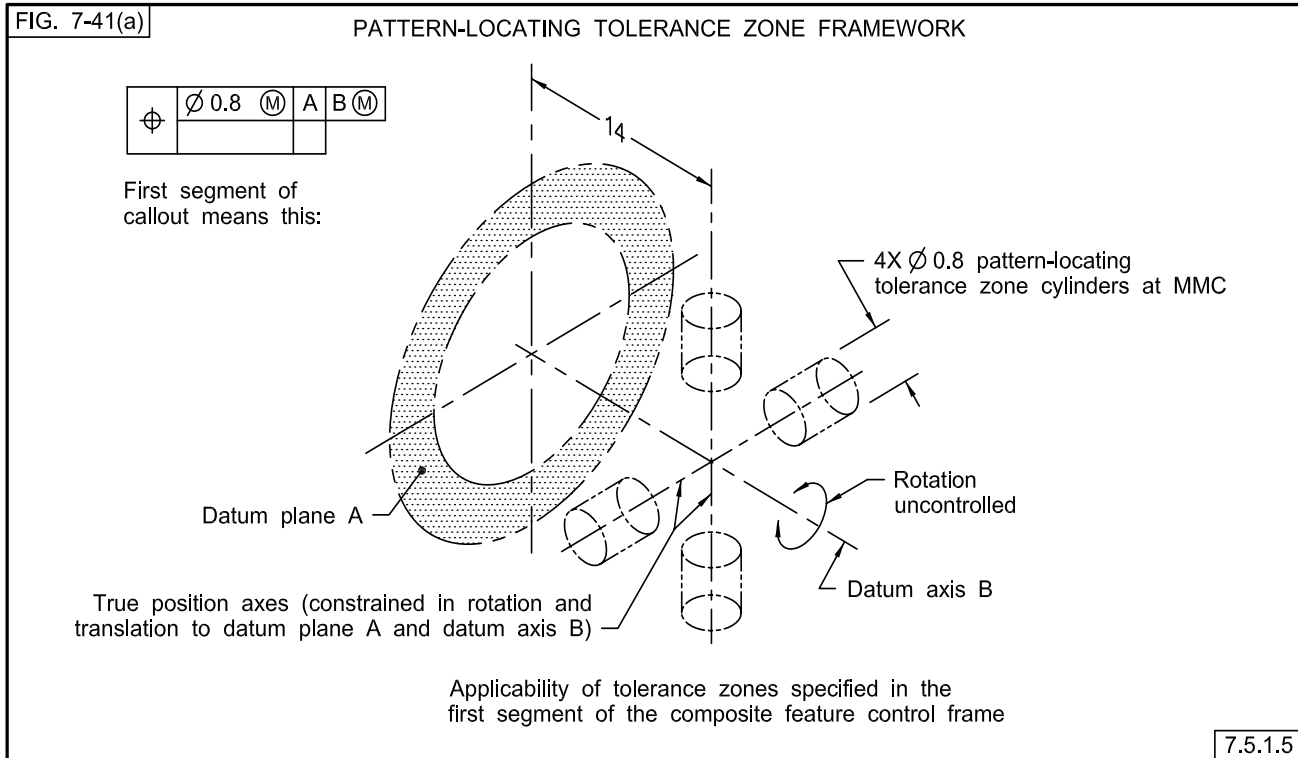 FIG. 7-41(a)
PATTERN-LOCATING TOLERANCE ZONE FRAMEWORK
⌖ Ø 0.8 Ⓜ A B Ⓜ
First segment of
callout means this:
14
4X Ø 0.8 pattern-locating
tolerance zone cylinders at MMC
Rotation
uncontrolled
Datum plane A
Datum axis B
True position axes (constrained in rotation and
translation to datum plane A and datum axis B)
Applicability of tolerance zones specified in the
first segment of the composite feature control frame
7.5.1.5